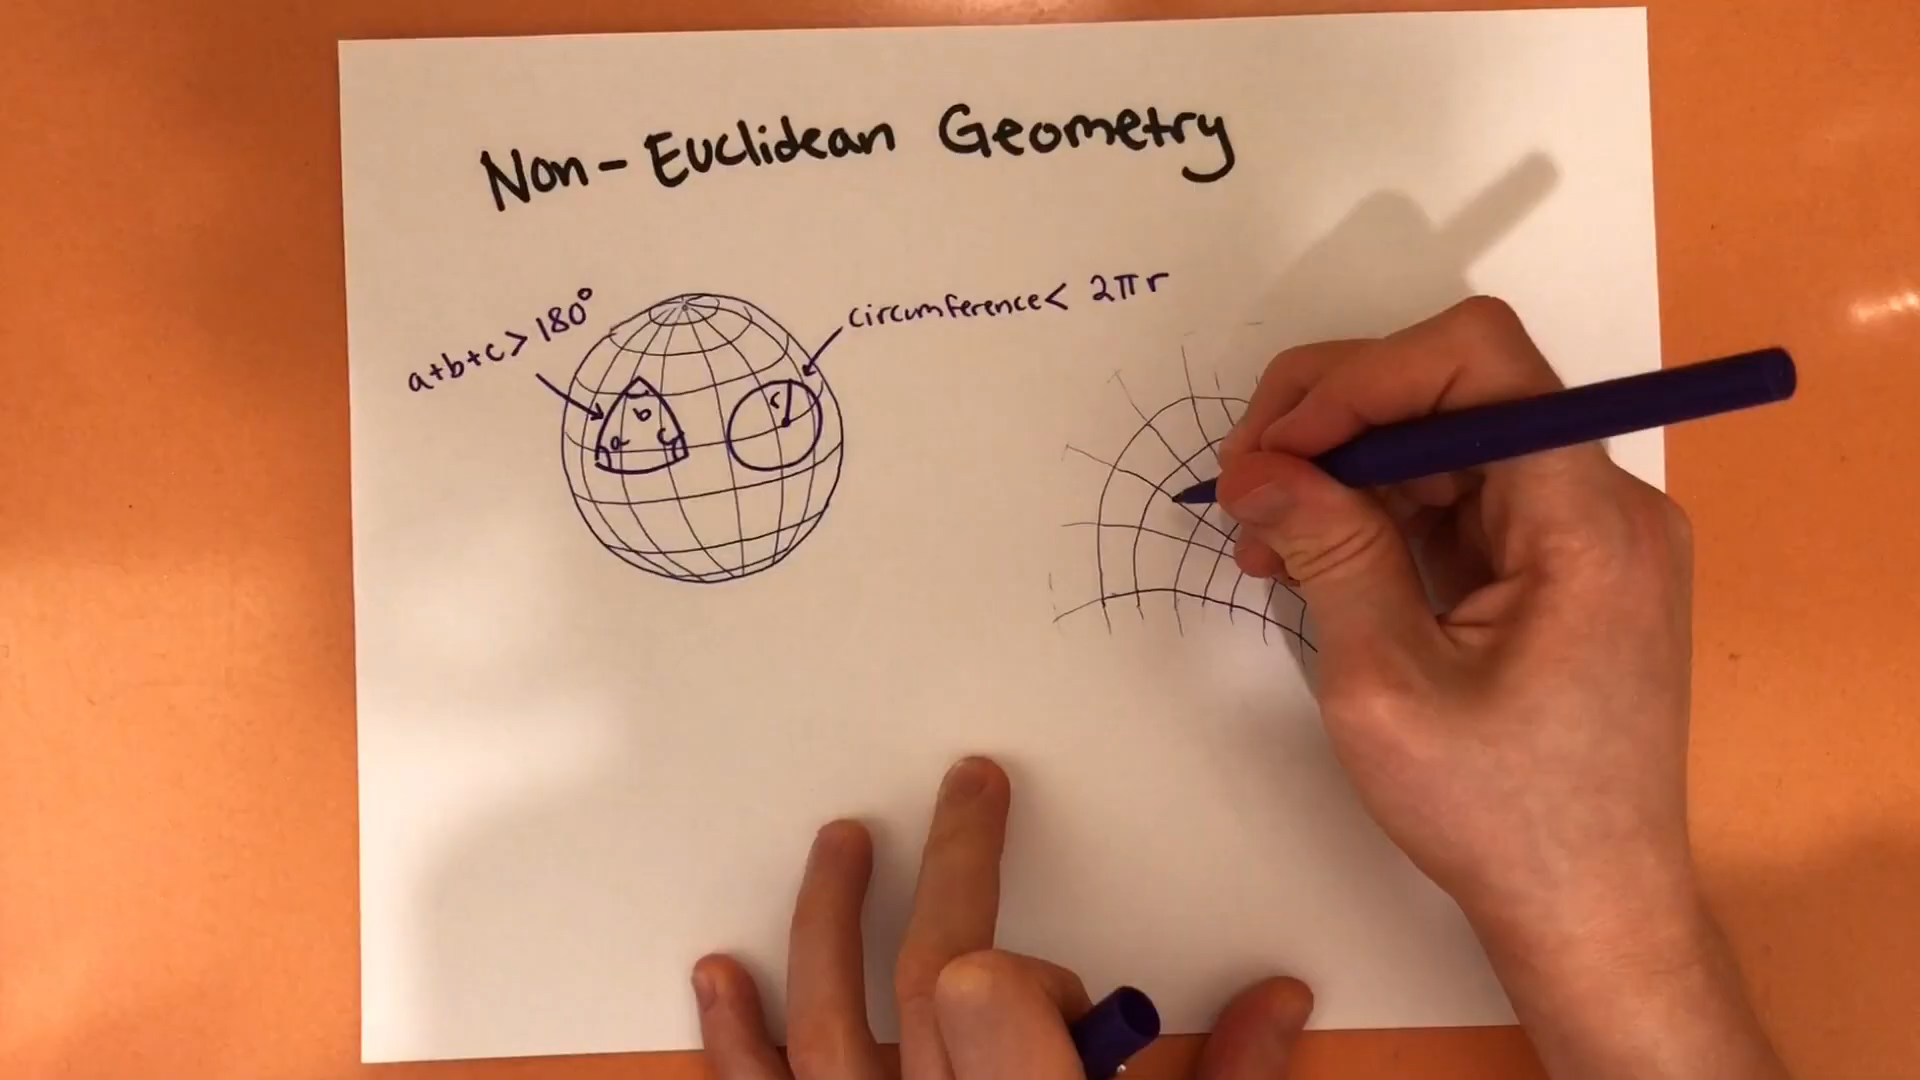 Non-Euclidean Geometry
a+b+c > 180°
circumference < 2πr
b
r
a
c